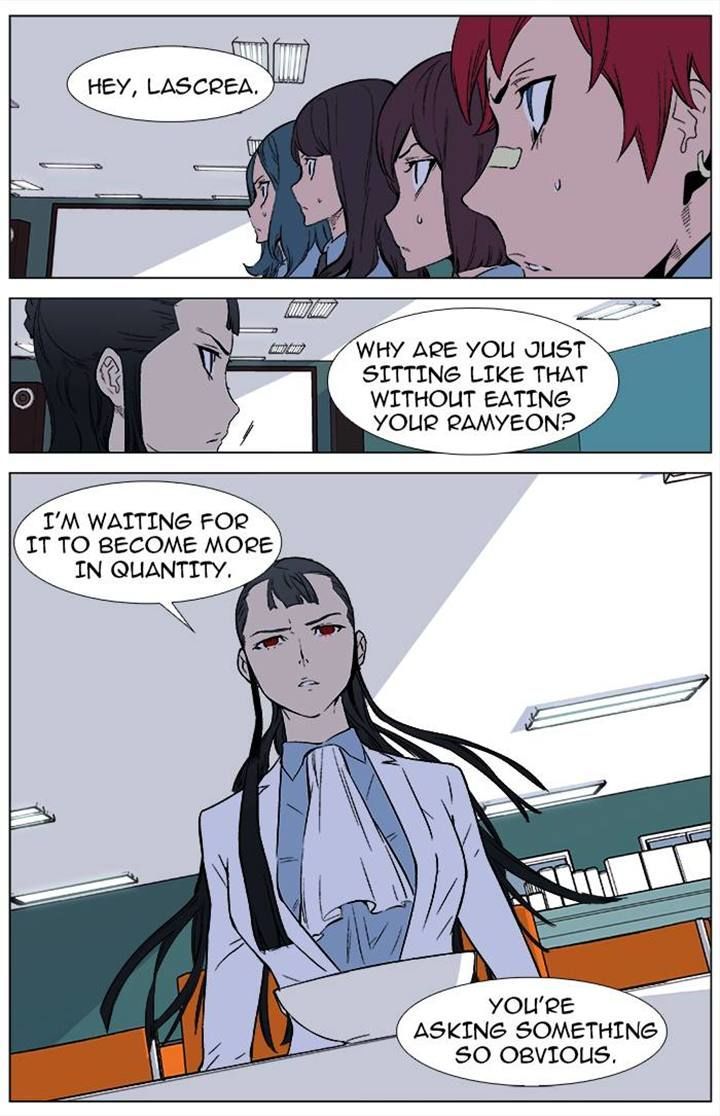 HEY, LASCREA.
WHY ARE YOU JUST
SITTING LIKE THAT
WITHOUT EATING
YOUR RAMYEON?
I'M WAITING FOR
IT TO BECOME MORE
IN QUANTITY.
YOU'RE
ASKING SOMETHING
SO OBVIOUS.